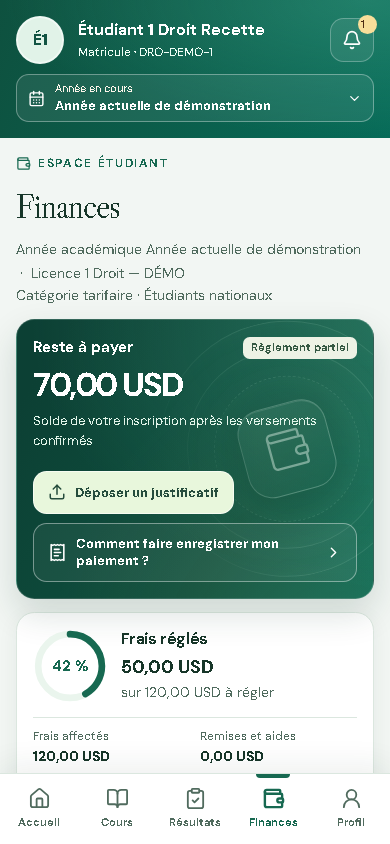 É1
Étudiant 1 Droit Recette
Matricule · DRO-DEMO-1
1
Année en cours
Année actuelle de démonstration
ESPACE ÉTUDIANT
Finances
Année académique Année actuelle de démonstration
· Licence 1 Droit — DÉMO
Catégorie tarifaire · Étudiants nationaux
Reste à payer
Règlement partiel
70,00 USD
Solde de votre inscription après les versements
confirmés
Déposer un justificatif
Comment faire enregistrer mon
paiement ?
42 %
Frais réglés
50,00 USD
sur 120,00 USD à régler
Frais affectés
Remises et aides
120,00 USD
0,00 USD
Accueil
Cours
Résultats
Finances
Profil